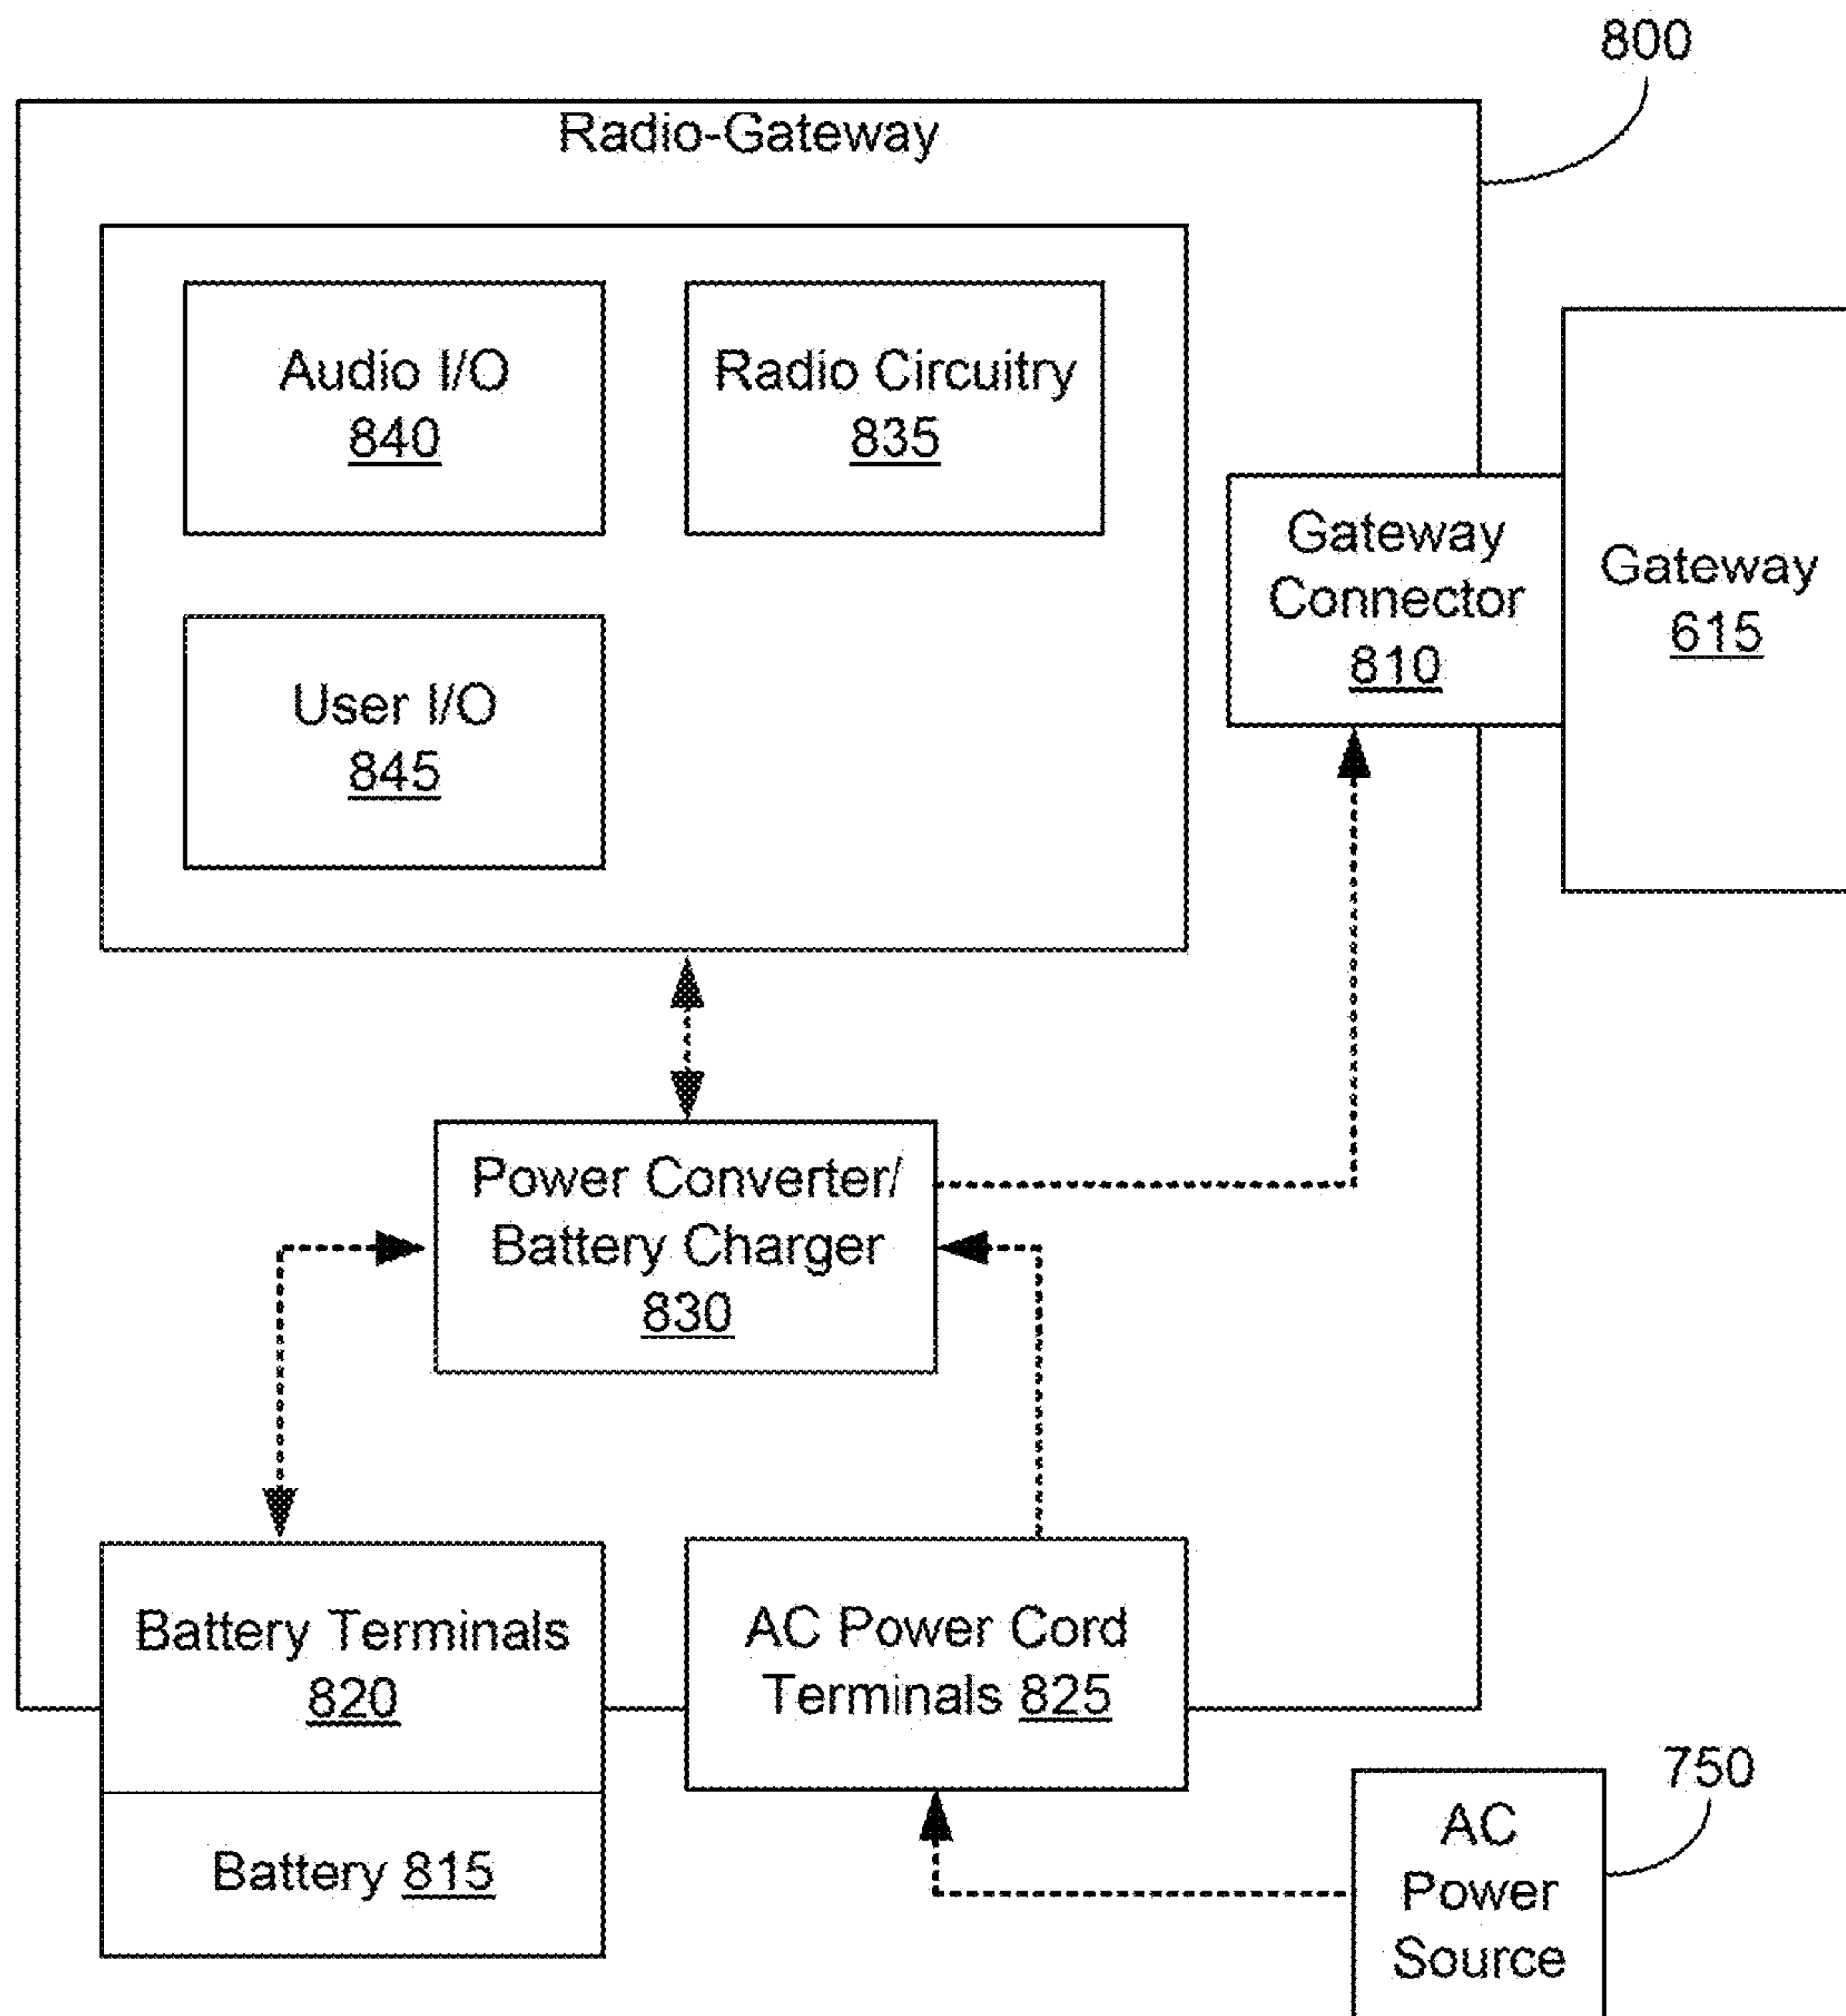 800
Radio-Gateway
Audio I/O
840
Radio Circuitry
835
Gateway
Connector
810
Gateway
615
User I/O
845
Power Converter/
Battery Charger
830
Battery Terminals
820
AC Power Cord
Terminals 825
Battery 815
750
AC
Power
Source